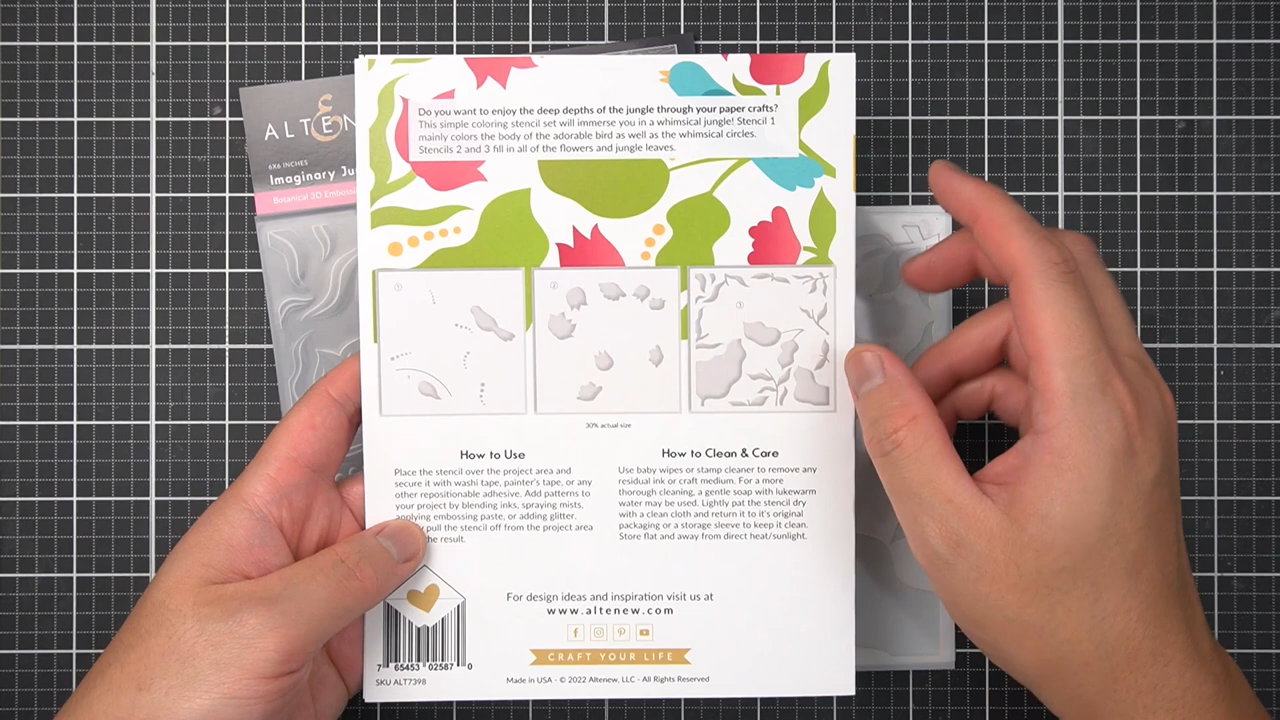 ALTEN
6X6 INCHES
Imaginary Ju
Botanical 3D Emboss
Do you want to enjoy the deep depths of the jungle through your paper crafts?
This simple coloring stencil set will immerse you in a whimsical jungle! Stencil 1
mainly colors the body of the adorable bird as well as the whimsical circles.
Stencils 2 and 3 fill in all of the flowers and jungle leaves.
1
2
3
30% actual size
How to Use
Place the stencil over the project area and
secure it with washi tape, painter's tape, or any
other repositionable adhesive. Add patterns to
your project by blending inks, spraying mists,
applying embossing paste, or adding glitter.
pull the stencil off from the project area
he result.
How to Clean & Care
Use baby wipes or stamp cleaner to remove any
residual ink or craft medium. For a more
thorough cleaning, a gentle soap with lukewarm
water may be used. Lightly pat the stencil dry
with a clean cloth and return it to it's original
packaging or a storage sleeve to keep it clean.
Store flat and away from direct heat/sunlight.
For design ideas and inspiration visit us at
www.altenew.com
CRAFT YOUR LIFE
7 65453 02587 0
SKU ALT7398
Made in USA - © 2022 Altenew, LLC - All Rights Reserved